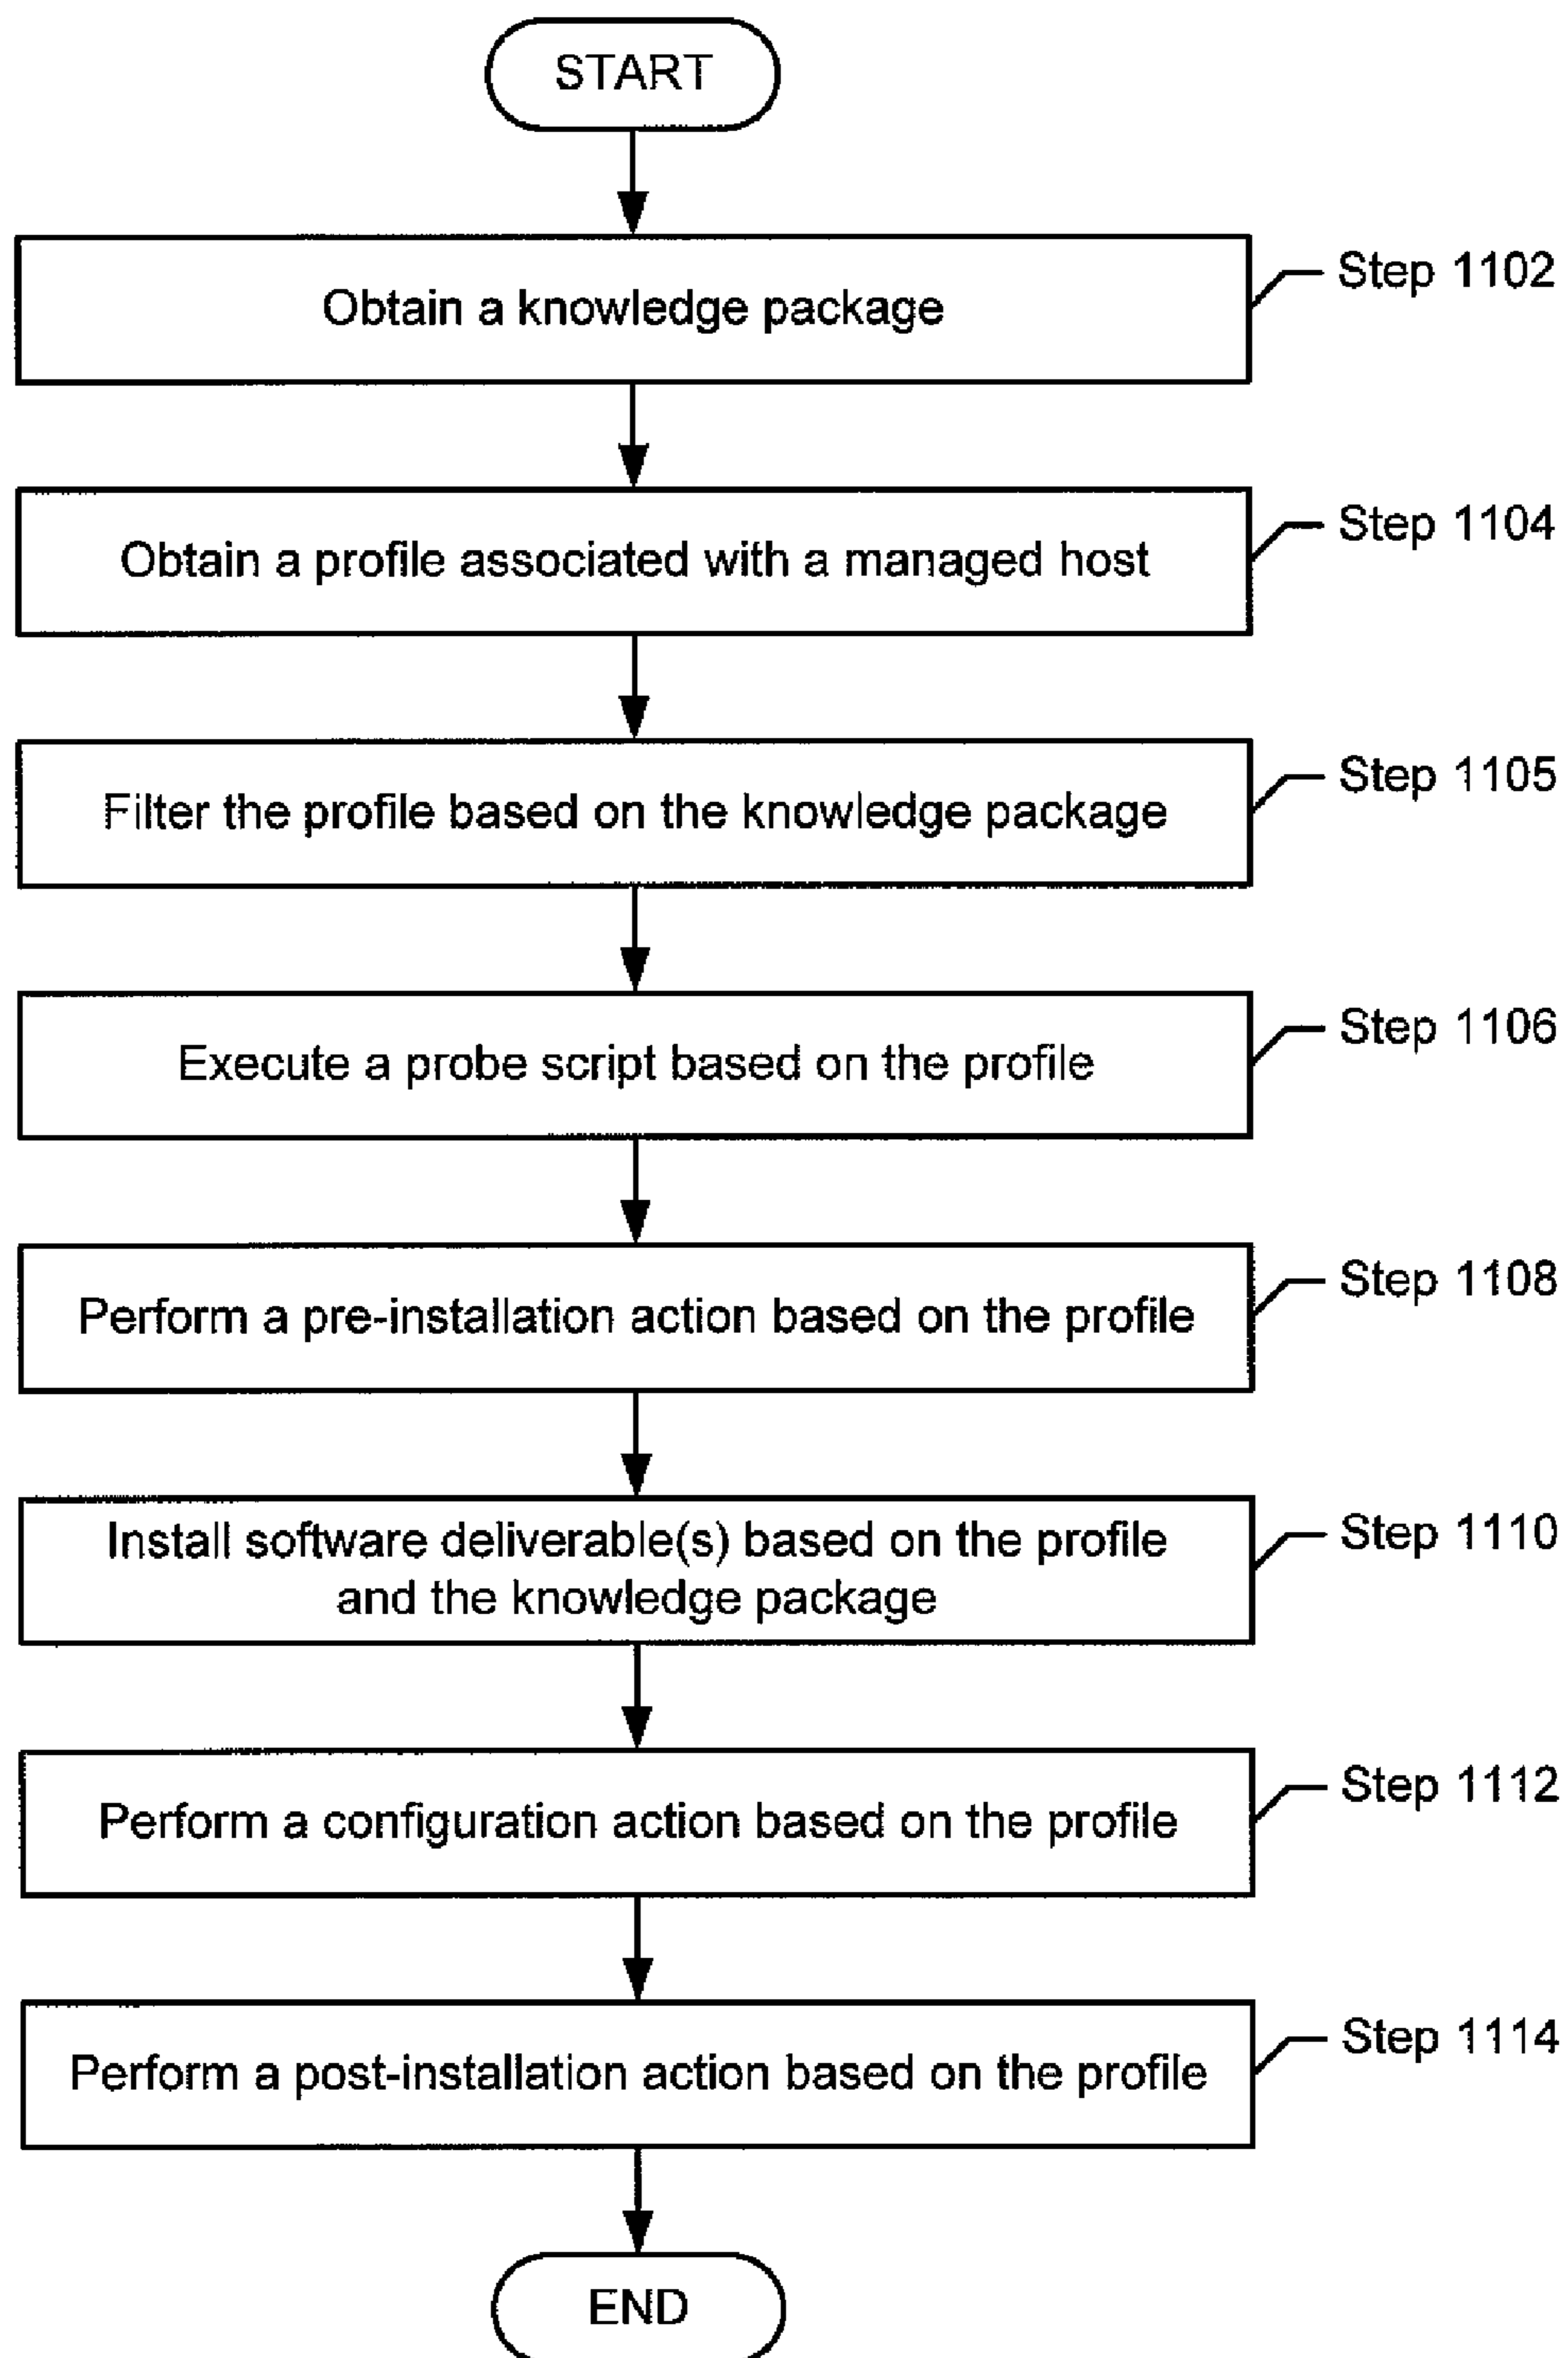 START
Obtain a knowledge package
Step 1102
Obtain a profile associated with a managed host
Step 1104
Filter the profile based on the knowledge package
Step 1105
Execute a probe script based on the profile
Step 1106
Perform a pre-installation action based on the profile
Step 1108
Install software deliverable(s) based on the profile
and the knowledge package
Step 1110
Perform a configuration action based on the profile
Step 1112
Perform a post-installation action based on the profile
Step 1114
END